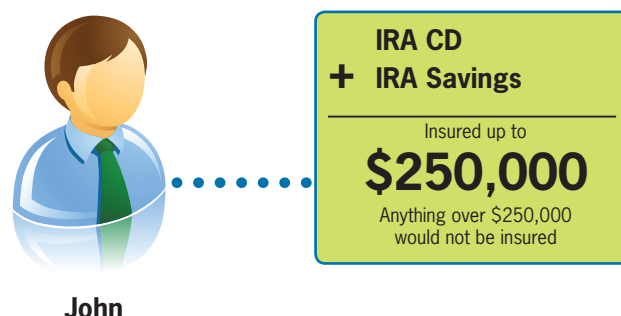 IRA CD
+ IRA Savings
Insured up to
$250,000
Anything over $250,000
would not be insured
John